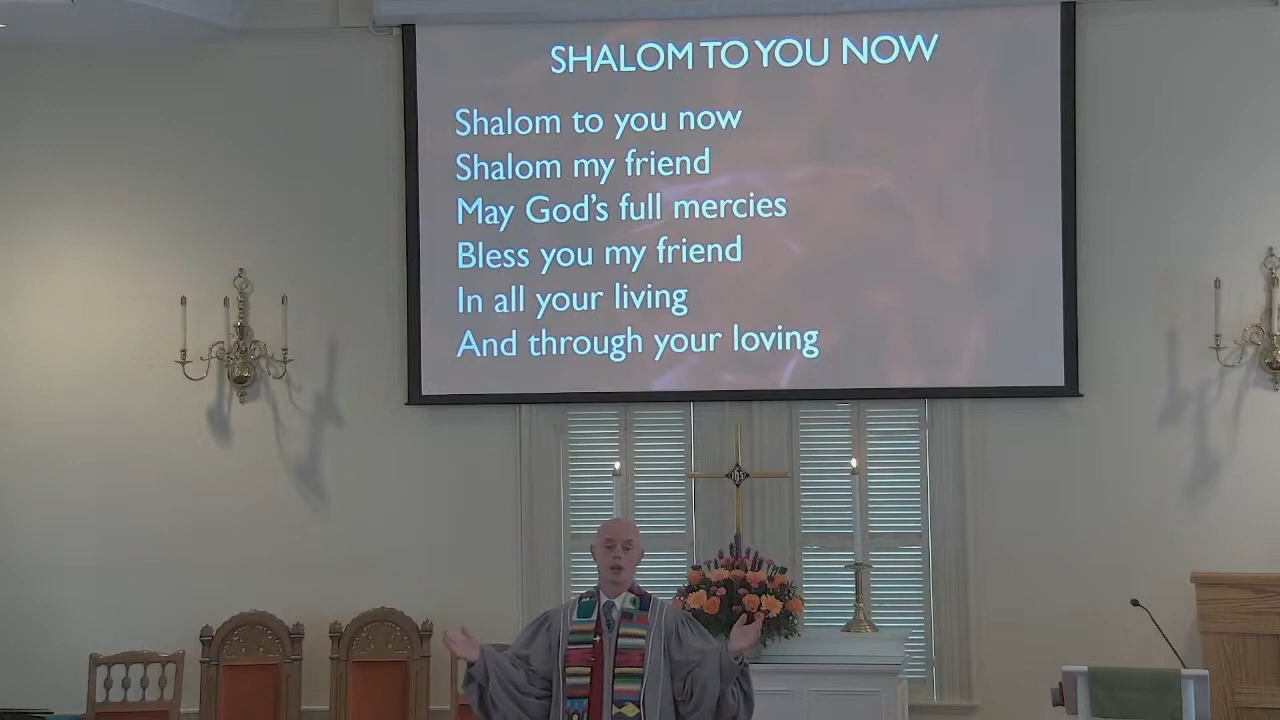 SHALOM TO YOU NOW
Shalom to you now
Shalom my friend
May God's full mercies
Bless you my friend
In all your living
And through your loving
IHS